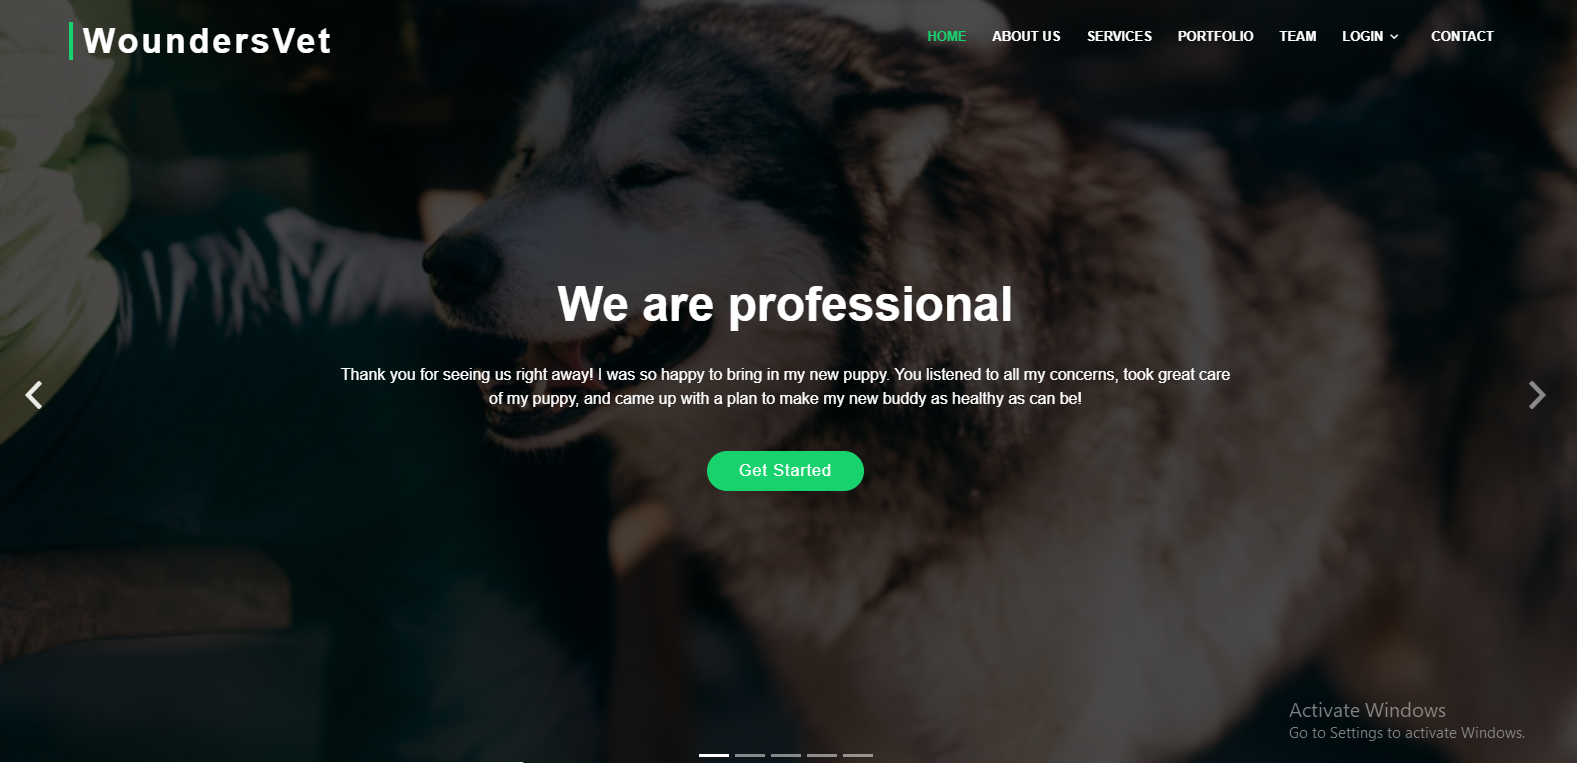 WoundersVet
HOME ABOUT US SERVICES PORTFOLIO TEAM LOGIN CONTACT
We are professional
Thank you for seeing us right away! I was so happy to bring in my new puppy. You listened to all my concerns, took great care
of my puppy, and came up with a plan to make my new buddy as healthy as can be!
Get Started
Activate Windows
Go to Settings to activate Windows.